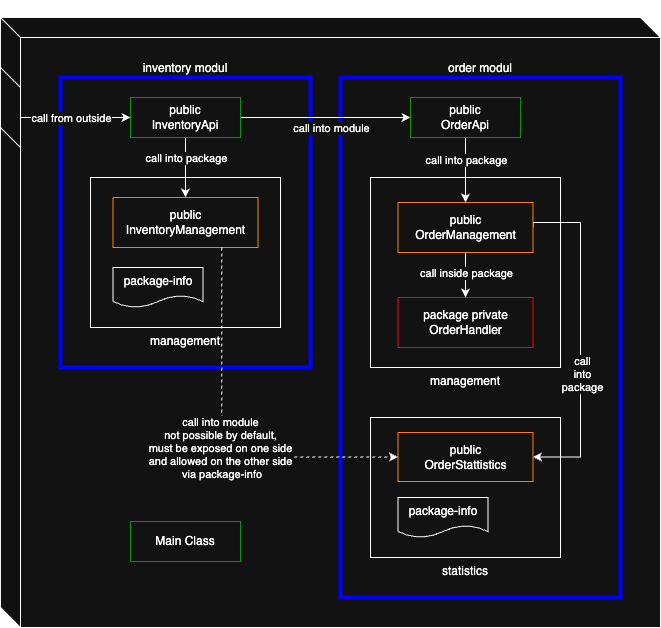 inventory modul
order modul
call from outside
public
InventoryApi
call into module
public
OrderApi
call into package
call into package
public
InventoryManagement
public
OrderManagement
package-info
call inside package
package private
OrderHandler
management
management
call
into
package
call into module
not possible by default,
must be exposed on one side
and allowed on the other side
via package-info
public
OrderStattistics
package-info
Main Class
statistics